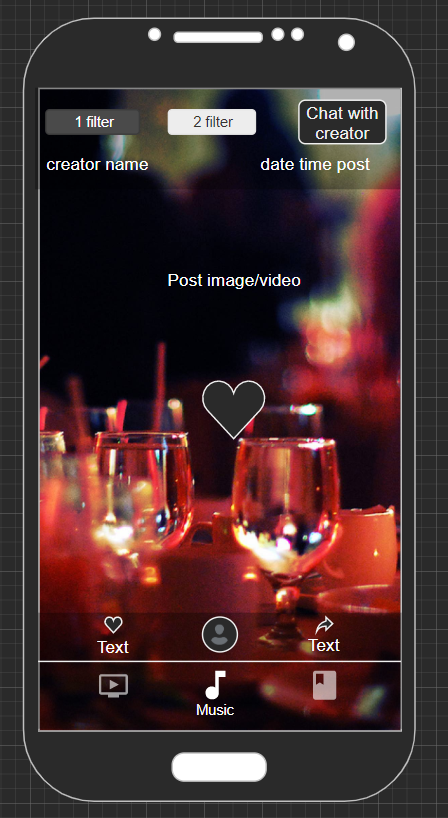 1 filter
2 filter
Chat with
creator
creator name
date time post
Post image/video
Text
Text
Music